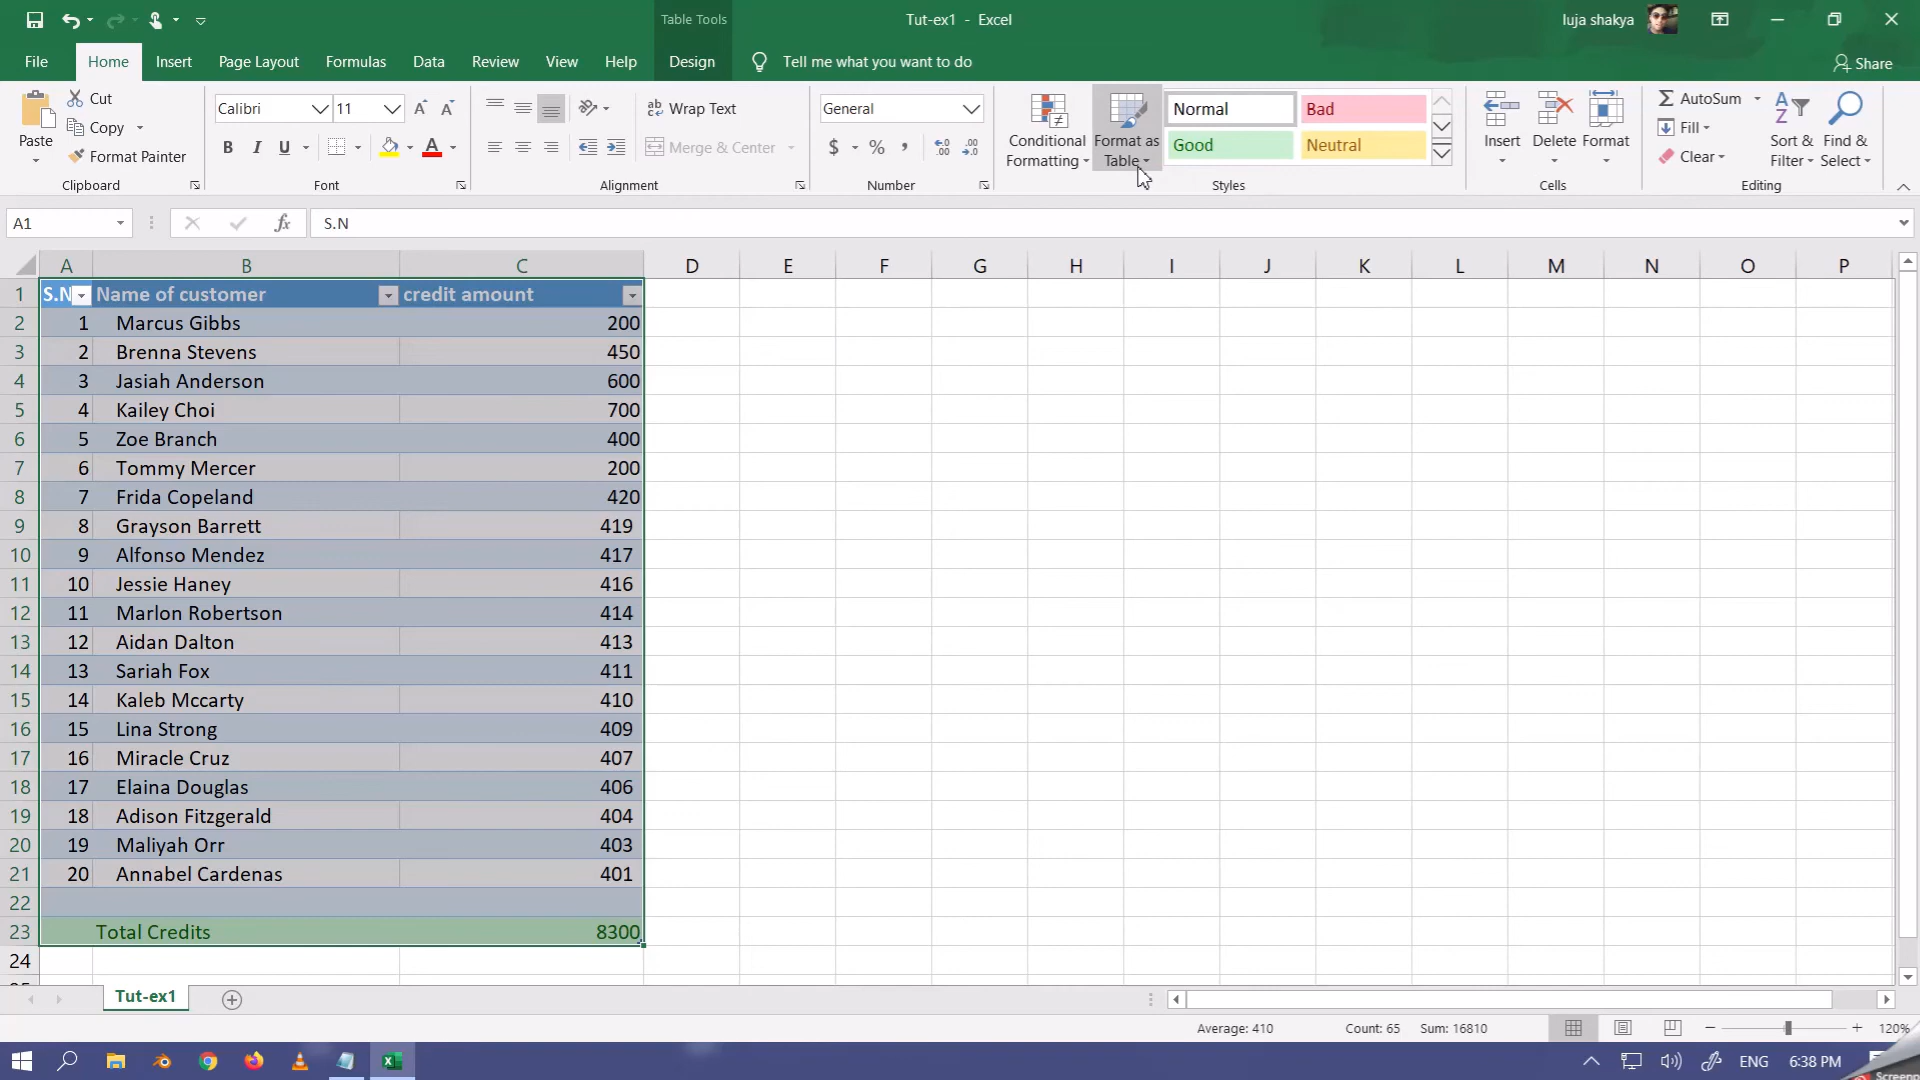 Table Tools
Tut-ex1 - Excel
luja shakya
File Home Insert Page Layout Formulas Data Review View Help Design Tell me what you want to do Share
Paste
Cut
Copy
Format Painter
Clipboard
Calibri 11
B I U A
Font
Wrap Text
Merge & Center
Alignment
General
$ % ,
Number
Conditional Formatting
Format as Table
Normal Bad
Good Neutral
Styles
Insert Delete Format
Cells
AutoSum
Fill
Clear
Sort & Filter
Find & Select
Editing
A1 fx S.N
A B C D E F G H I J K L M N O P
1 S.N Name of customer credit amount
2 1 Marcus Gibbs 200
3 2 Brenna Stevens 450
4 3 Jasiah Anderson 600
5 4 Kailey Choi 700
6 5 Zoe Branch 400
7 6 Tommy Mercer 200
8 7 Frida Copeland 420
9 8 Grayson Barrett 419
10 9 Alfonso Mendez 417
11 10 Jessie Haney 416
12 11 Marlon Robertson 414
13 12 Aidan Dalton 413
14 13 Sariah Fox 411
15 14 Kaleb Mccarty 410
16 15 Lina Strong 409
17 16 Miracle Cruz 407
18 17 Elaina Douglas 406
19 18 Adison Fitzgerald 404
20 19 Maliyah Orr 403
21 20 Annabel Cardenas 401
22
23 Total Credits 8300
24
Tut-ex1
Average: 410 Count: 65 Sum: 16810 120%
ENG 6:38 PM